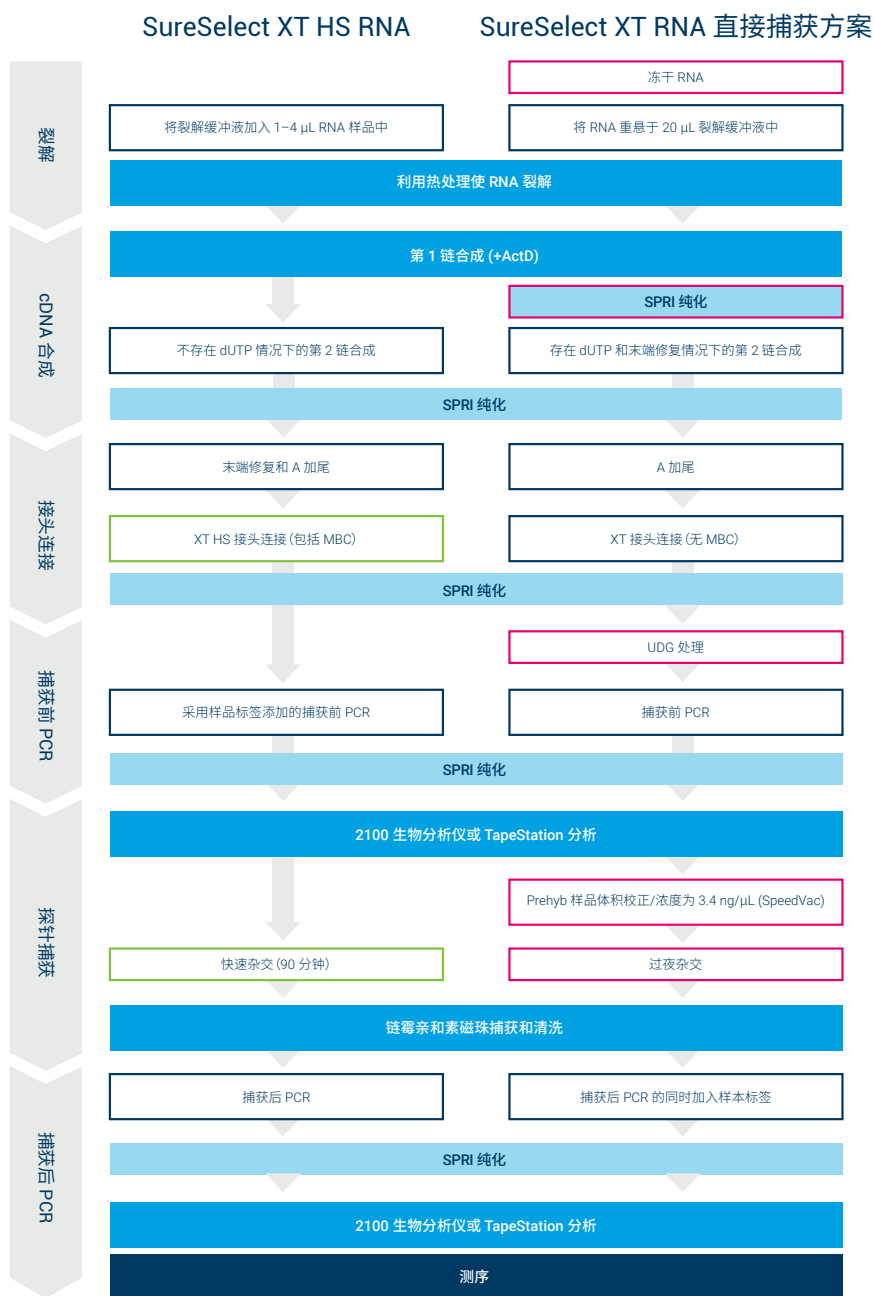 SureSelect XT HS RNA
SureSelect XT RNA 直接捕获方案
裂解
冻干 RNA
将裂解缓冲液加入 1–4 µL RNA 样品中
将 RNA 重悬于 20 µL 裂解缓冲液中
利用热处理使 RNA 裂解
cDNA 合成
第 1 链合成 (+ActD)
SPRI 纯化
不存在 dUTP 情况下的第 2 链合成
存在 dUTP 和末端修复情况下的第 2 链合成
SPRI 纯化
接头连接
末端修复和 A 加尾
A 加尾
XT HS 接头连接（包括 MBC）
XT 接头连接（无 MBC）
SPRI 纯化
捕获前 PCR
UDG 处理
采用样品标签添加的捕获前 PCR
捕获前 PCR
SPRI 纯化
探针捕获
2100 生物分析仪或 TapeStation 分析
Prehyb 样品体积校正/浓度为 3.4 ng/µL (SpeedVac)
快速杂交（90 分钟）
过夜杂交
链霉亲和素磁珠捕获和清洗
捕获后 PCR
捕获后 PCR
捕获后 PCR 的同时加入样本标签
SPRI 纯化
2100 生物分析仪或 TapeStation 分析
测序